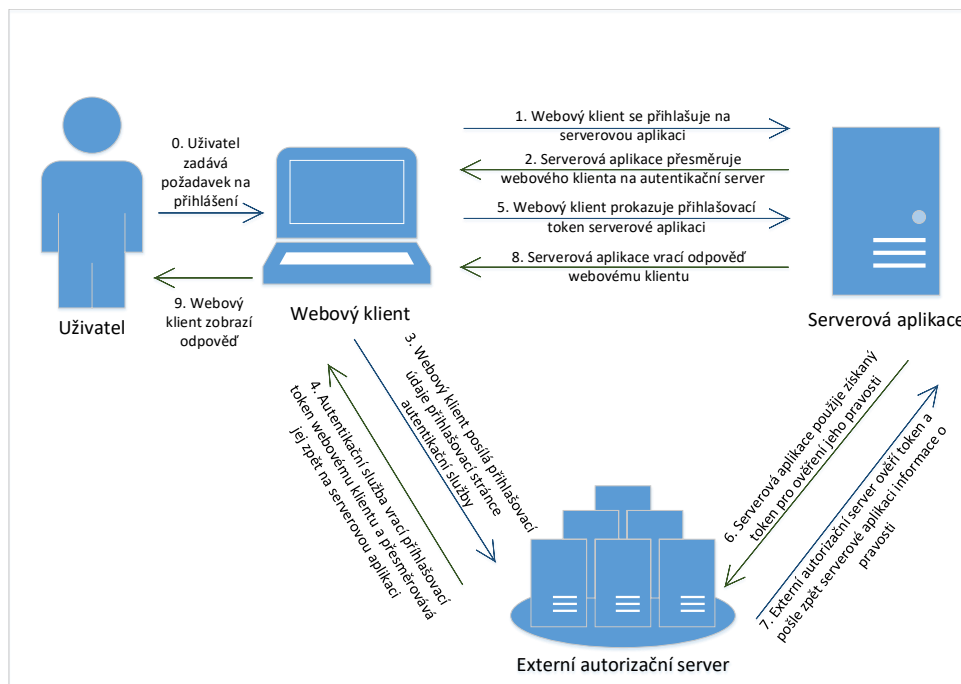 0. Uživatel
zadává
požadavek na
přihlášení
1. Webový klient se přihlašuje na
serverovou aplikaci
2. Serverová aplikace přesměruje
webového klienta na autentikační server
5. Webový klient prokazuje přihlašovací
token serverové aplikaci
8. Serverová aplikace vrací odpověď
webovému klientu
9. Webový
klient zobrazí
odpověď
Uživatel
Webový klient
Serverová aplikace
3. Webový klient posílá přihlašovací
údaje přihlašovací stránce
autentikační služby
4. Autentikační služba vrací příhlašovací
token webovému klientu a přesměrovává
jej zpět na serverovou aplikaci
6. Serverová aplikace použije získaný
token pro ověření jeho pravosti
7. Externí autorizační server ověří token a
pošle zpět serverové aplikaci informace o
pravosti
Externí autorizační server